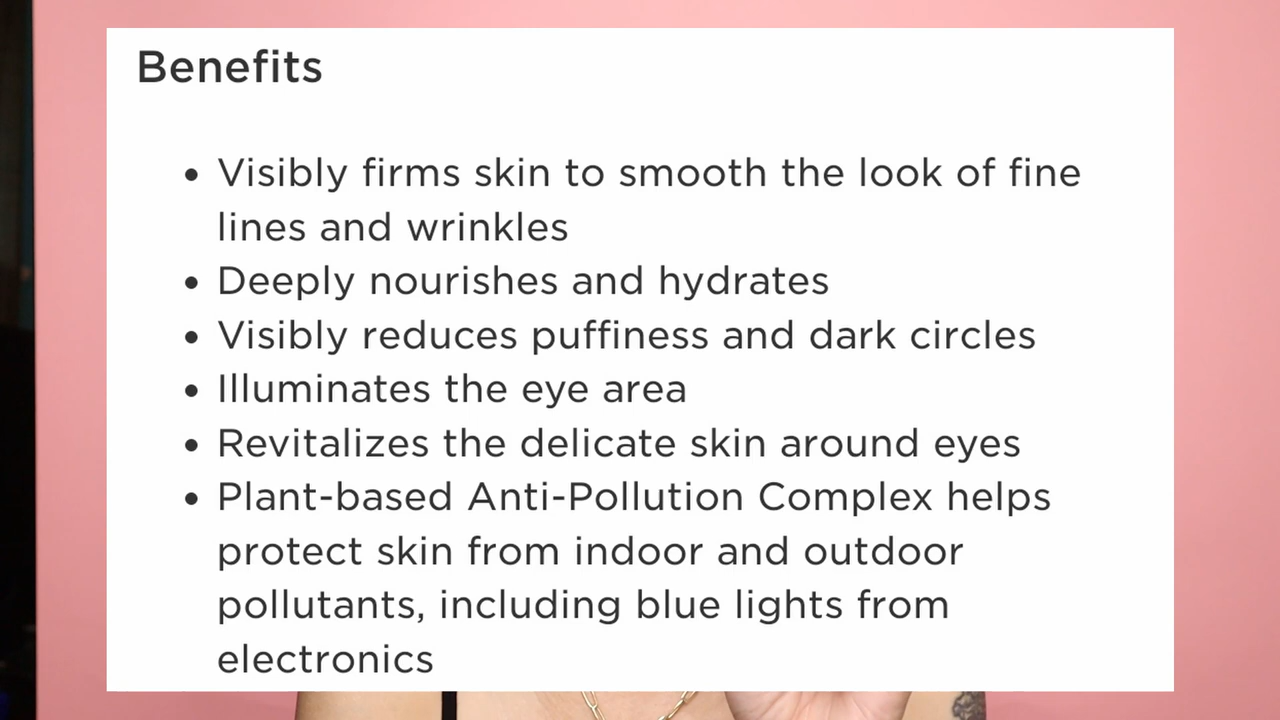 Benefits
• Visibly firms skin to smooth the look of fine
lines and wrinkles
• Deeply nourishes and hydrates
• Visibly reduces puffiness and dark circles
• Illuminates the eye area
• Revitalizes the delicate skin around eyes
• Plant-based Anti-Pollution Complex helps
protect skin from indoor and outdoor
pollutants, including blue lights from
electronics